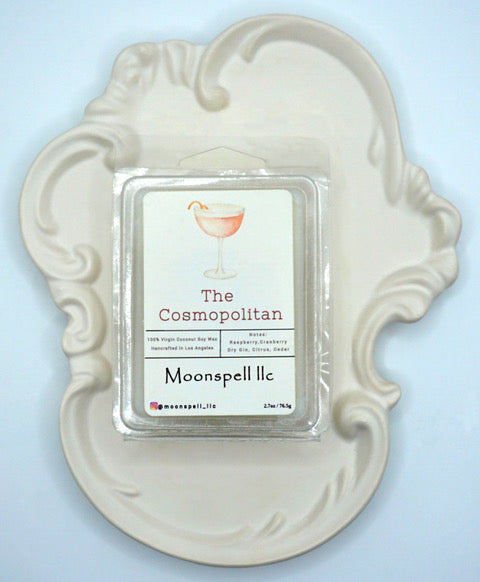 The
Cosmopolitan
100% Virgin Coconut Soy Wax
Handcrafted in Los Angeles
Notes:
Raspberry,Cranberry
Dry Gin, Citrus, Cedar
Moonspell llc
@moonspell_llc
2.7oz / 76.5g